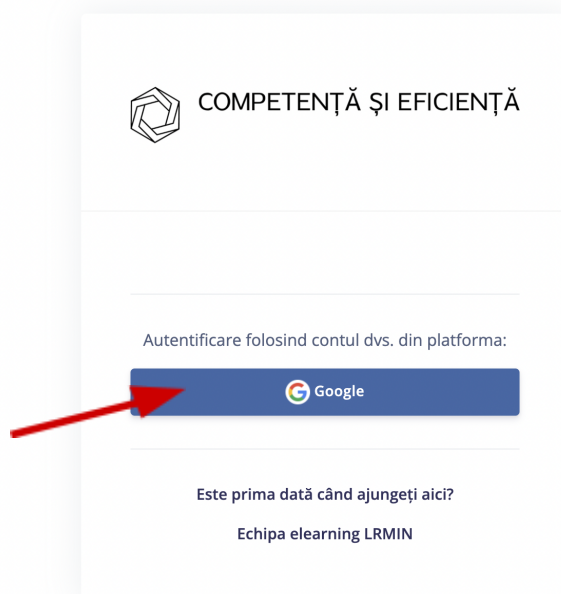 COMPETENȚĂ ȘI EFICIENȚĂ
Autentificare folosind contul dvs. din platforma:
Google
Este prima dată când ajungeți aici?
Echipa elearning LRMIN